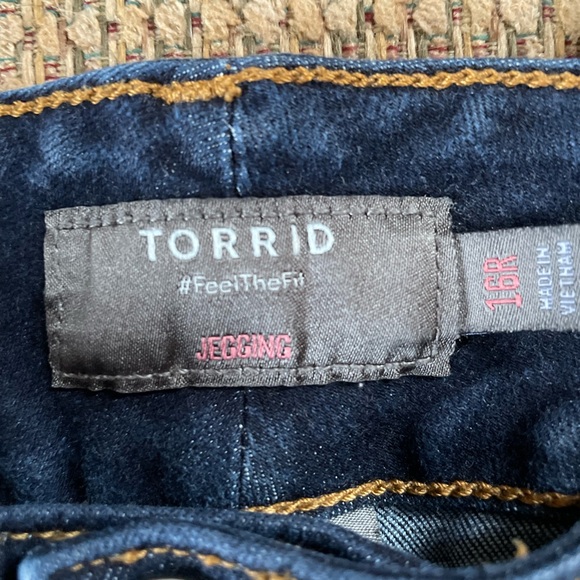 TORRID
#FeelTheFit
JEGGING
16R
MADE IN
VIETNAM